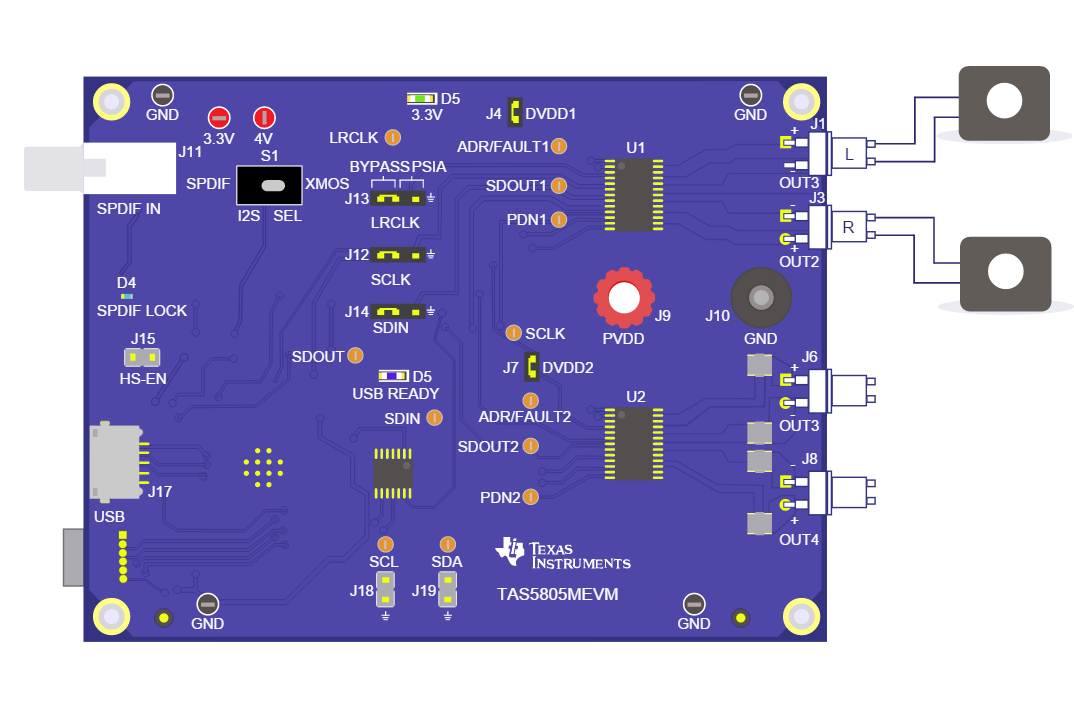 GND
3.3V
4V
D5
3.3V
J4
DVDD1
GND
J1
LRCLK
ADR/FAULT1
U1
J11
S1
BYPASS
PSIA
L
SPDIF
XMOS
SDOUT1
OUT3
J13
J3
SPDIF IN
I2S
SEL
LRCLK
PDN1
R
J12
OUT2
SCLK
D4
SPDIF LOCK
J14
SDIN
J9
J10
PVDD
GND
SCLK
J15
HS-EN
SDOUT
J7
DVDD2
J6
D5
USB READY
U2
SDIN
ADR/FAULT2
OUT3
SDOUT2
J8
J17
PDN2
USB
OUT4
TEXAS
INSTRUMENTS
SCL
SDA
J18
J19
TAS5805MEVM
GND
GND